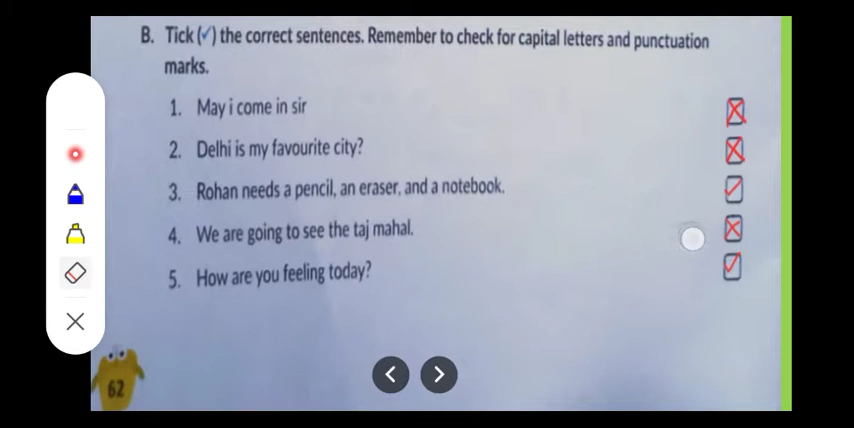 B. Tick (✓) the correct sentences. Remember to check for capital letters and punctuation
marks.
1. May i come in sir
2. Delhi is my favourite city?
3. Rohan needs a pencil, an eraser, and a notebook.
4. We are going to see the taj mahal.
5. How are you feeling today?
62